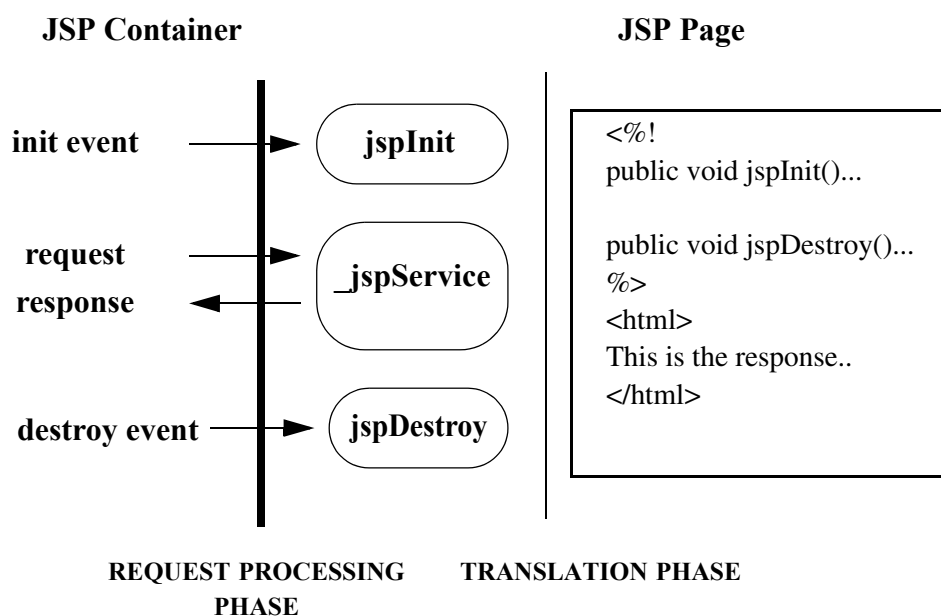 JSP Container
JSP Page
init event
jspInit
request
response
_jspService
destroy event
jspDestroy
<%!
public void jspInit()...
public void jspDestroy()...
%>
<html>
This is the response..
</html>
REQUEST PROCESSING
PHASE
TRANSLATION PHASE